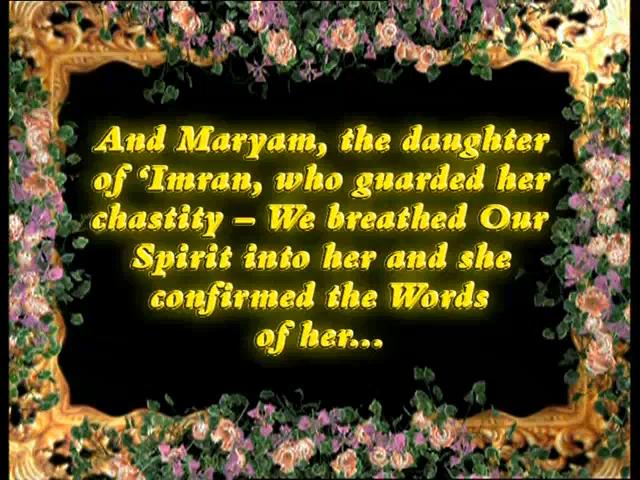 And Maryam, the daughter
of ‘Imran, who guarded her
chastity – We breathed Our
Spirit into her and she
confirmed the Words
of her...